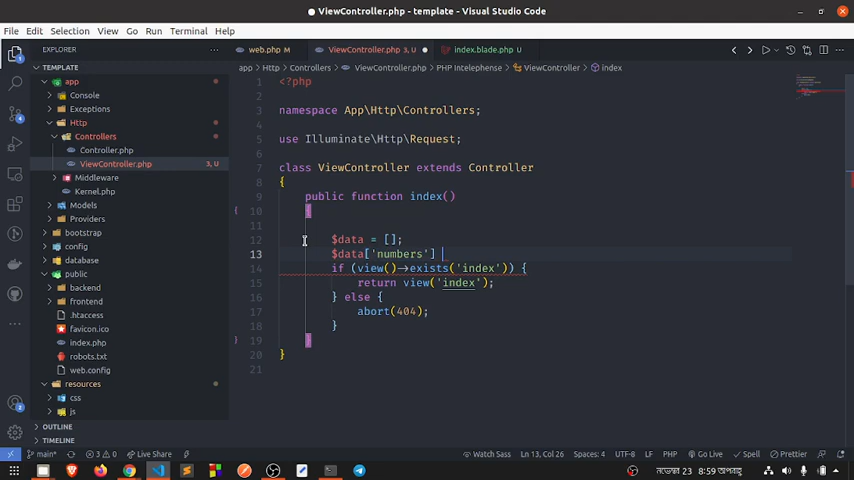 ViewController.php - template - Visual Studio Code
File Edit Selection View Go Run Terminal Help
EXPLORER
web.php M
ViewController.php 3, U
index.blade.php U
TEMPLATE
app > Http > Controllers > ViewController.php > PHP Intelephense > ViewController > index
app
Console
Exceptions
Http
Controllers
Controller.php
ViewController.php 3, U
Middleware
Kernel.php
Models
Providers
bootstrap
config
database
public
backend
frontend
.htaccess
favicon.ico
index.php
robots.txt
web.config
resources
css
js
OUTLINE
TIMELINE
1 <?php
2
3 namespace App\Http\Controllers;
4
5 use Illuminate\Http\Request;
6
7 class ViewController extends Controller
8 {
9 public function index()
10 {
11
12 $data = [];
13 $data['numbers']
14 if (view()->exists('index')) {
15 return view('index');
16 } else {
17 abort(404);
18 }
19 }
20 }
21
main* 3 0 Live Share Watch Sass Ln 13, Col 26 Spaces: 4 UTF-8 LF PHP Go Live Spell Prettier
নভেম্বর 23 8:59 অপরাহ্ণ